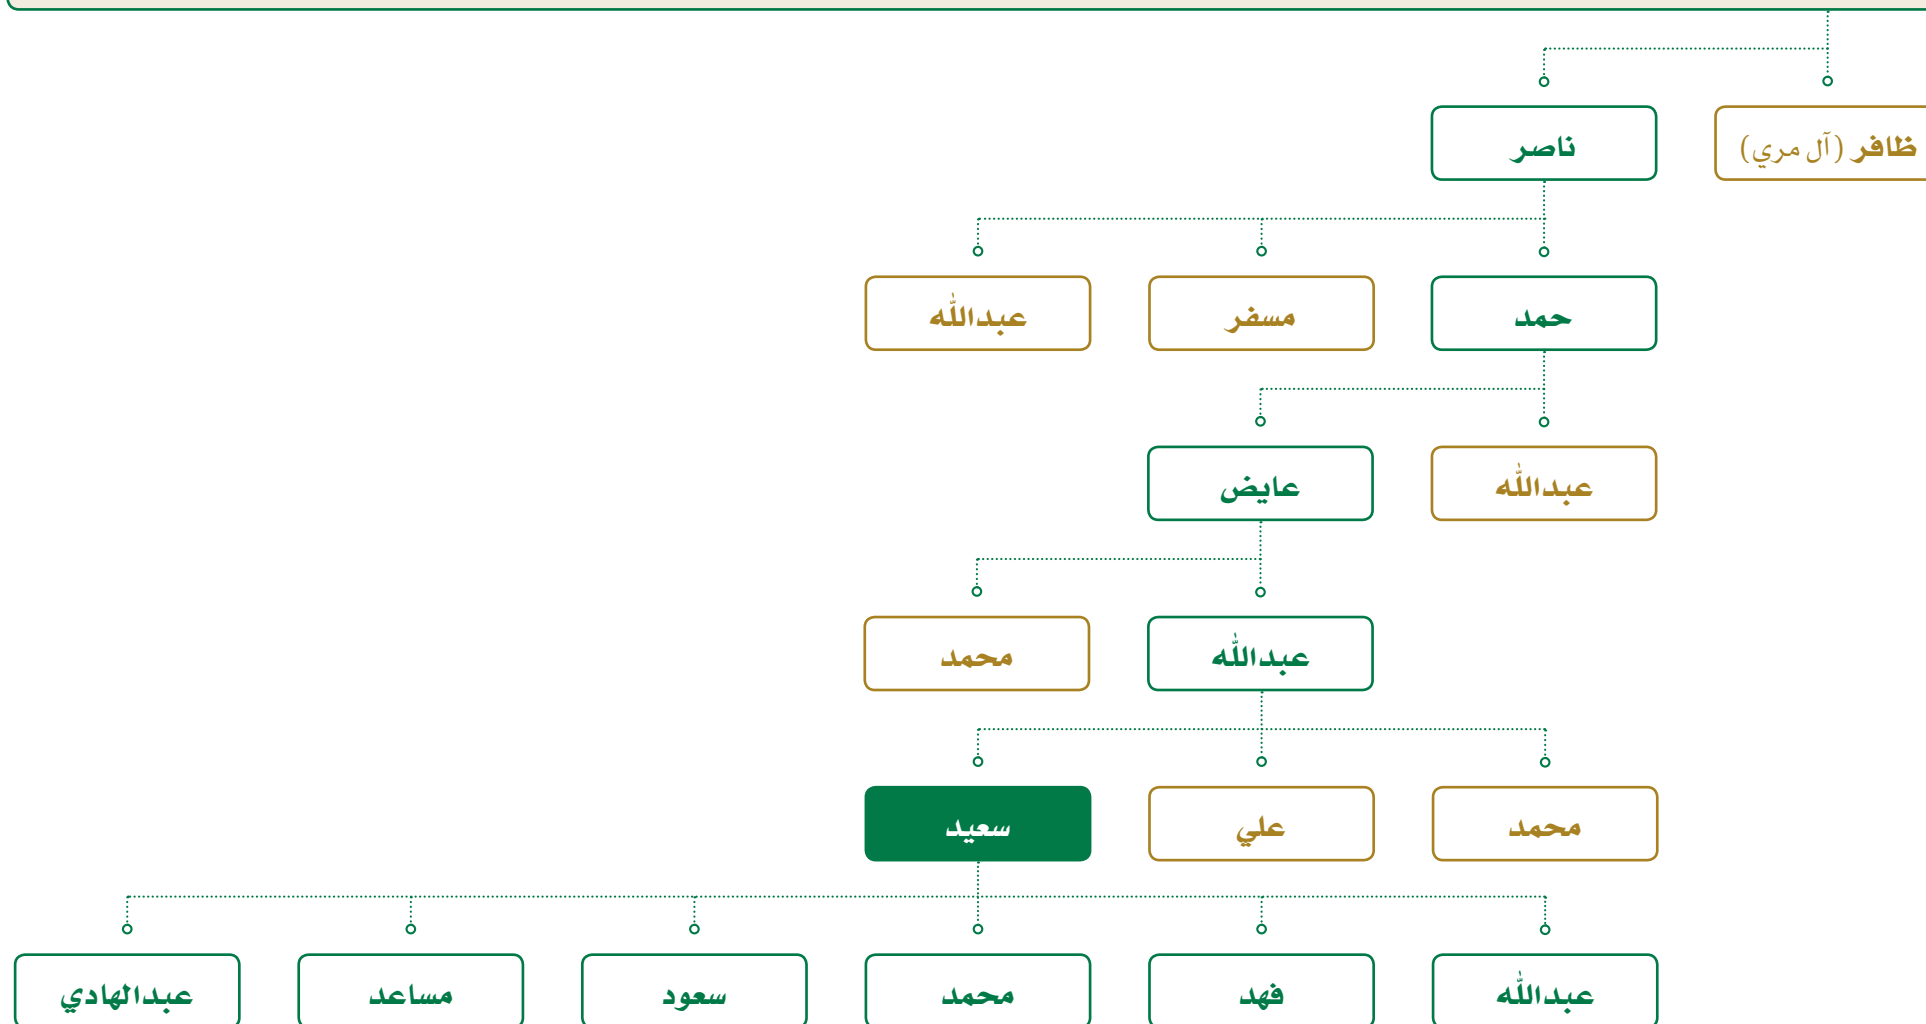 ظافر (آل مري)
ناصر
حمد
مسفر
عبدالله
عبدالله
عايض
عبدالله
محمد
محمد
علي
سعيد
عبدالله
فهد
محمد
سعود
مساعد
عبدالهادي